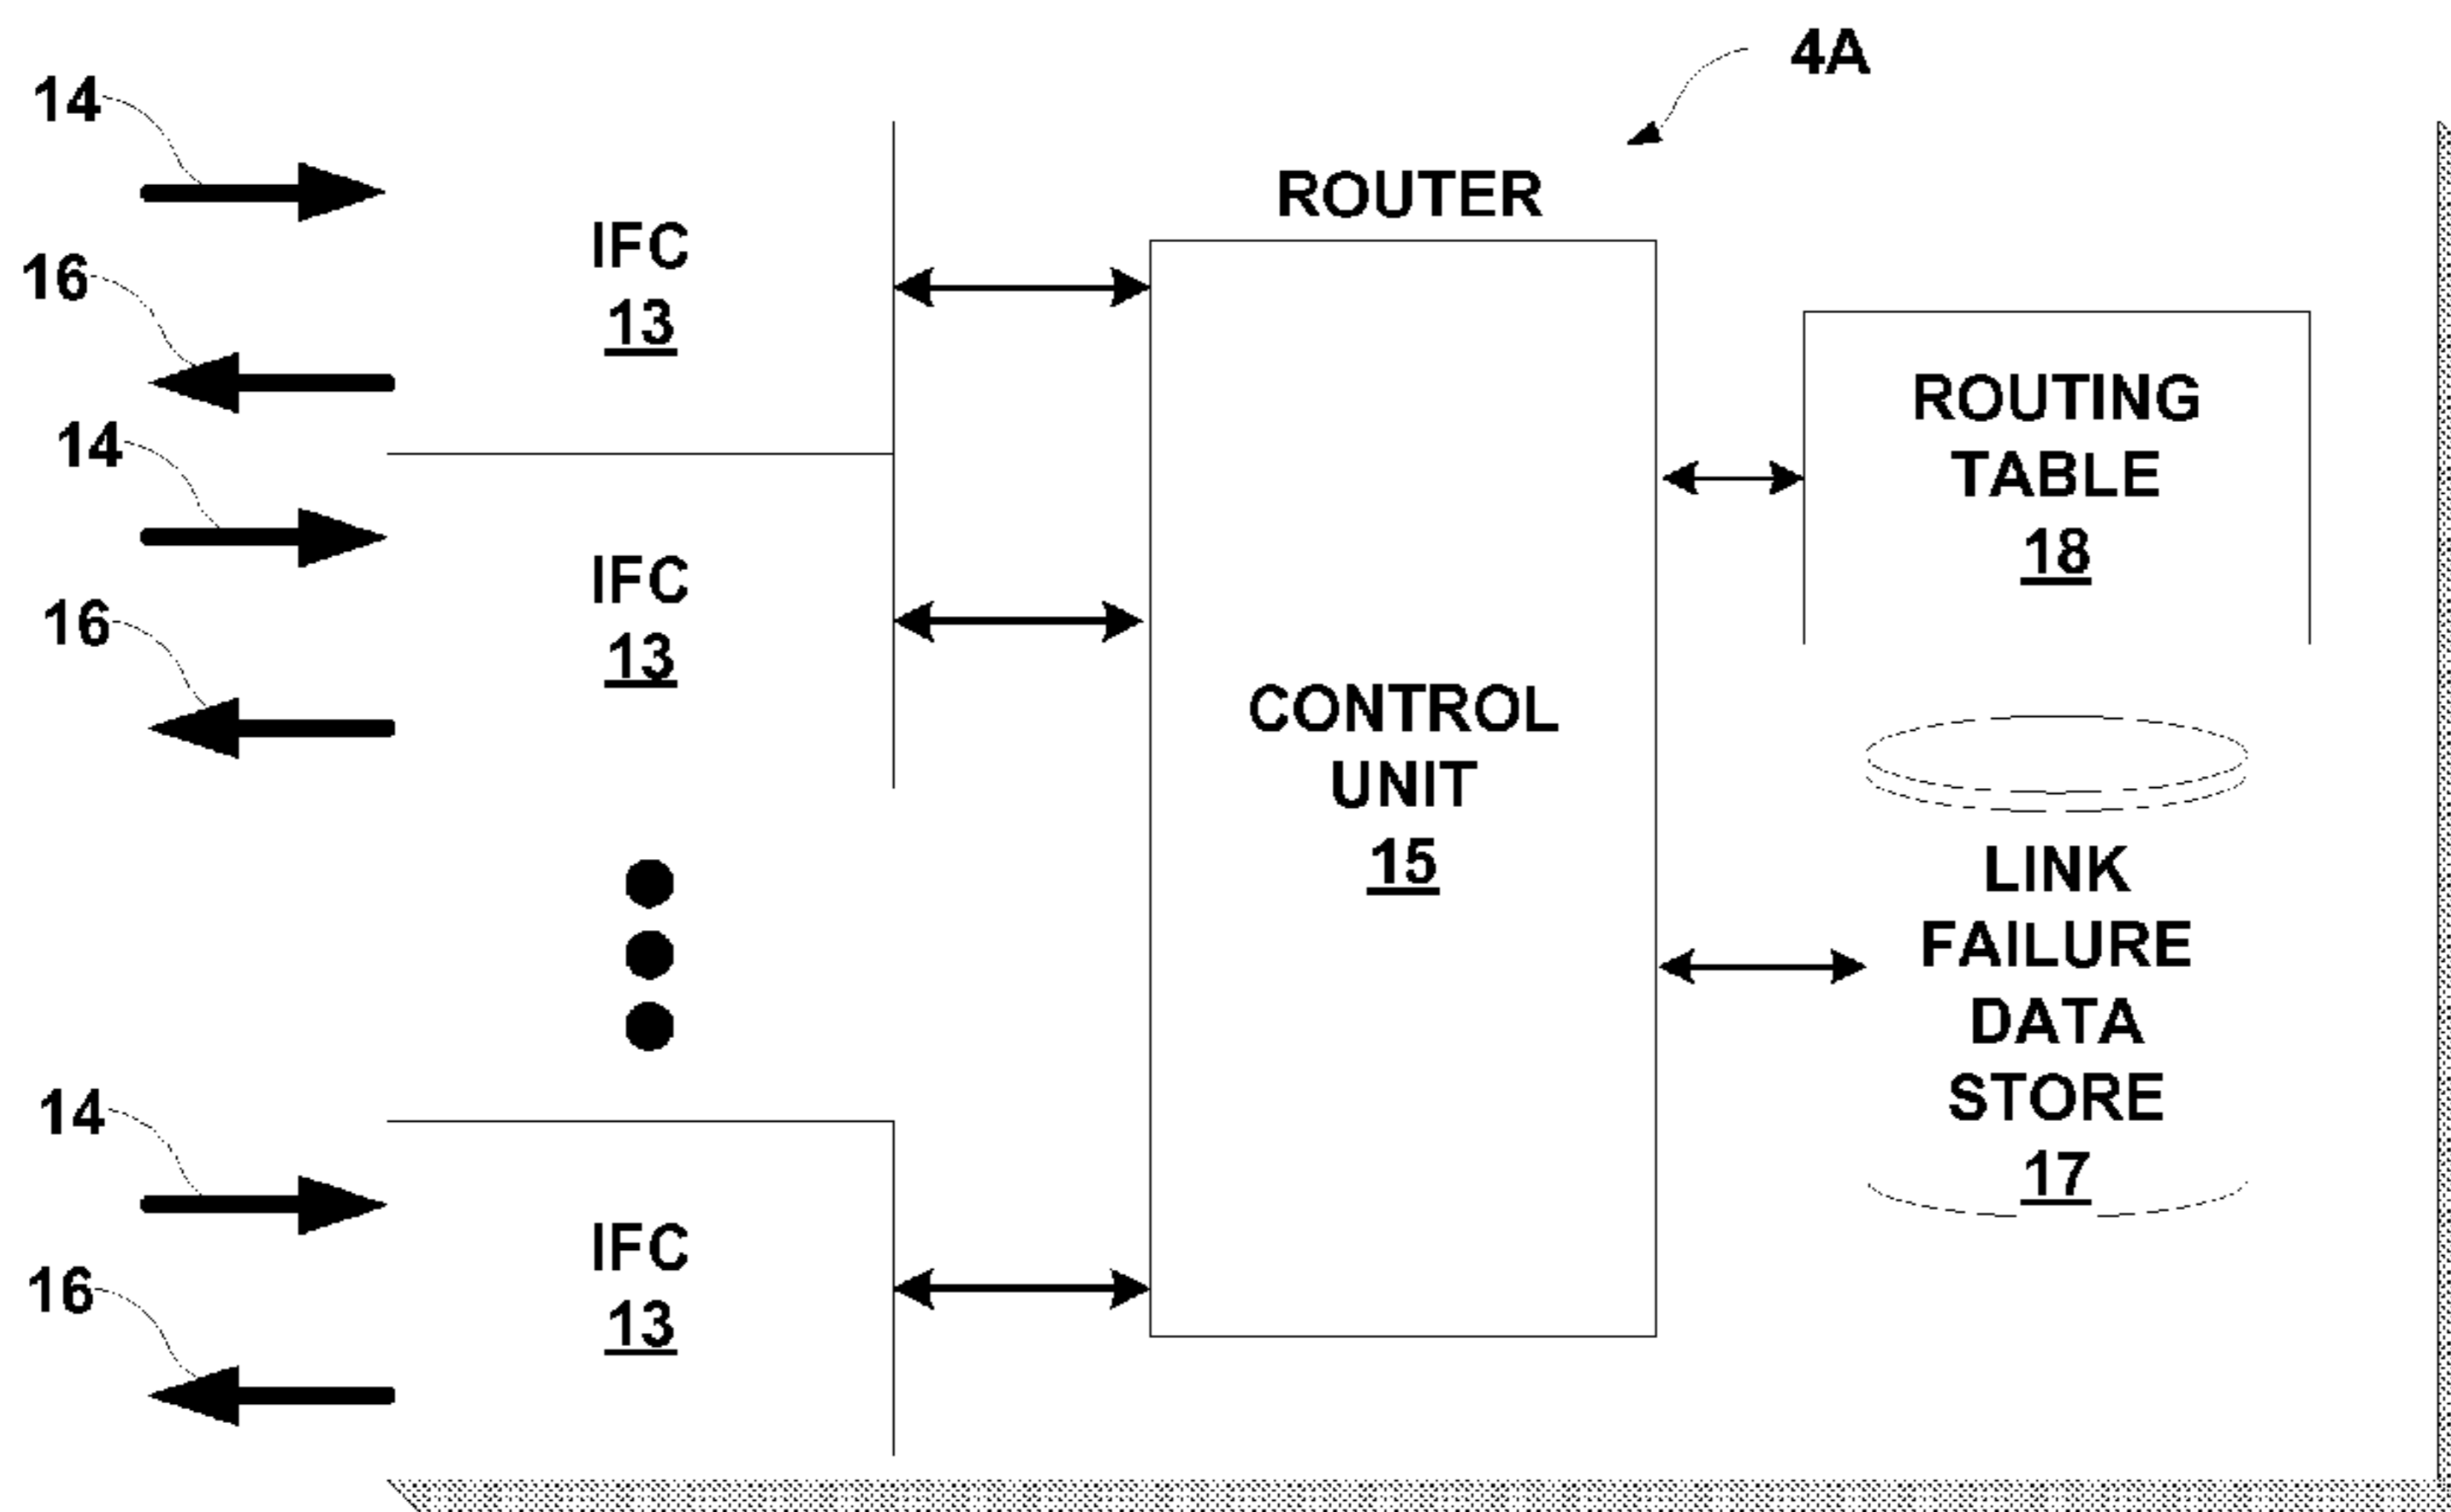 4A
14
ROUTER
16
IFC
13
14
16
IFC
13
ROUTING
TABLE
18
CONTROL
UNIT
15
LINK
FAILURE
DATA
STORE
17
14
16
IFC
13